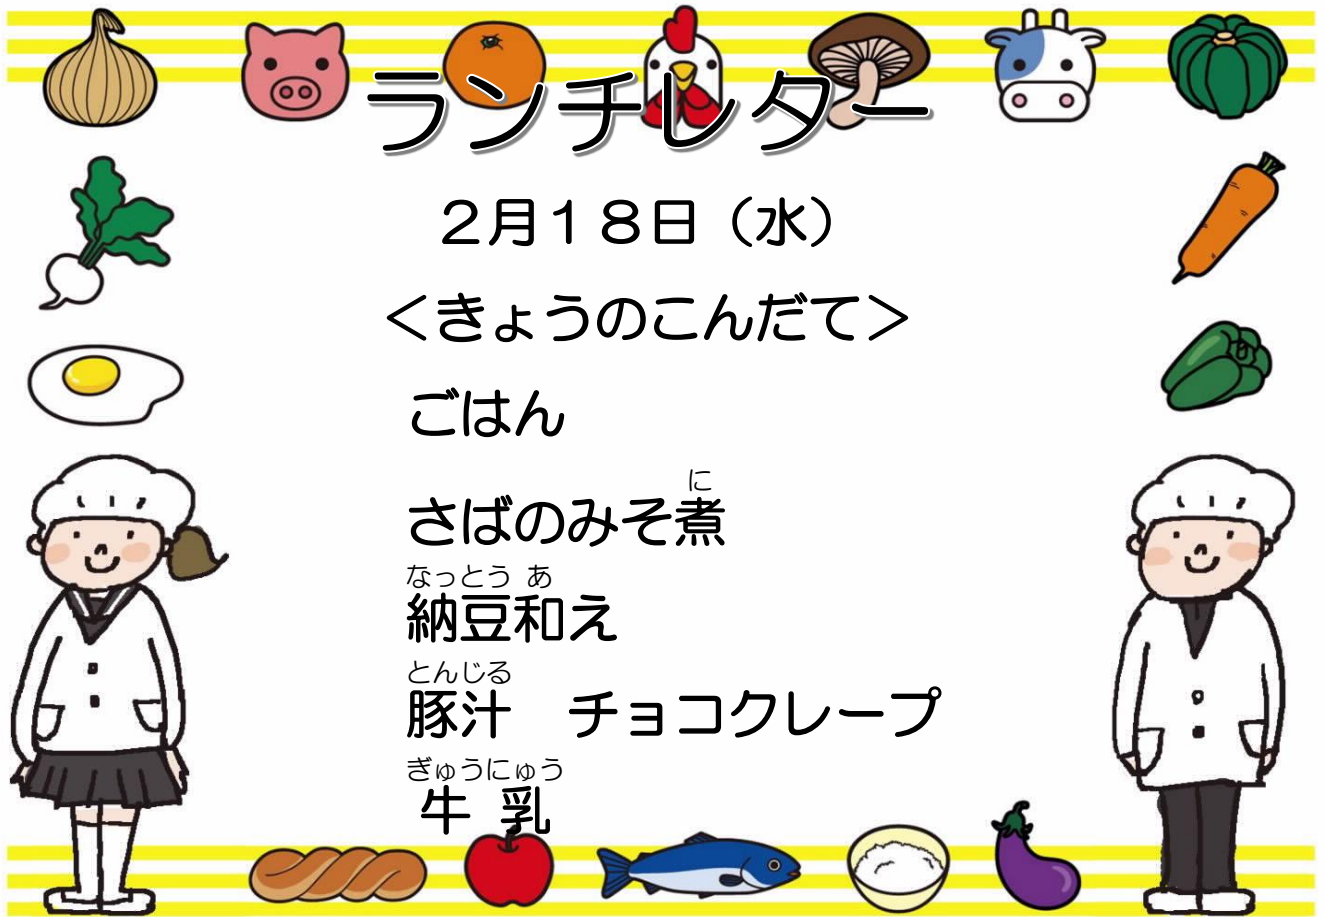 ランチレター
２月１８日（水）
＜きょうのこんだて＞
ごはん
に
さばのみそ煮
なっとう あ
納豆和え
とんじる
豚汁　チョコクレープ
ぎゅうにゅう
牛 乳